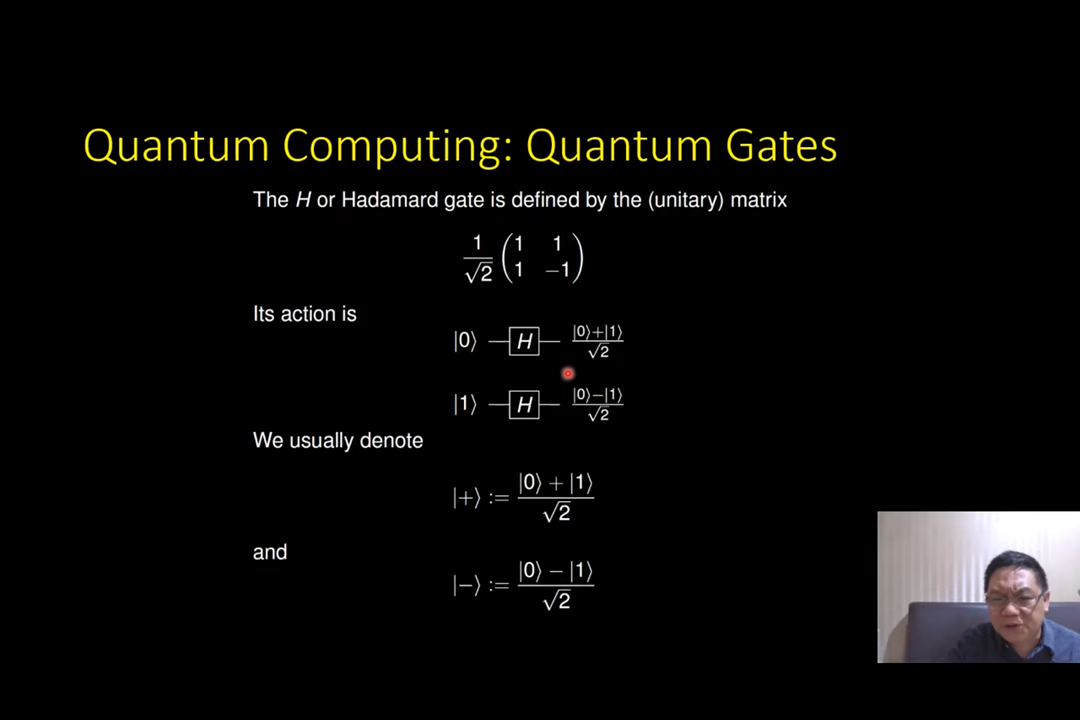 Quantum Computing: Quantum Gates
The H or Hadamard gate is defined by the (unitary) matrix
1/√2 (1 1
1 −1)
Its action is
|0⟩ H |0⟩+|1⟩/√2
|1⟩ H |0⟩−|1⟩/√2
We usually denote
|+⟩ := |0⟩ + |1⟩/√2
and
|−⟩ := |0⟩ − |1⟩/√2